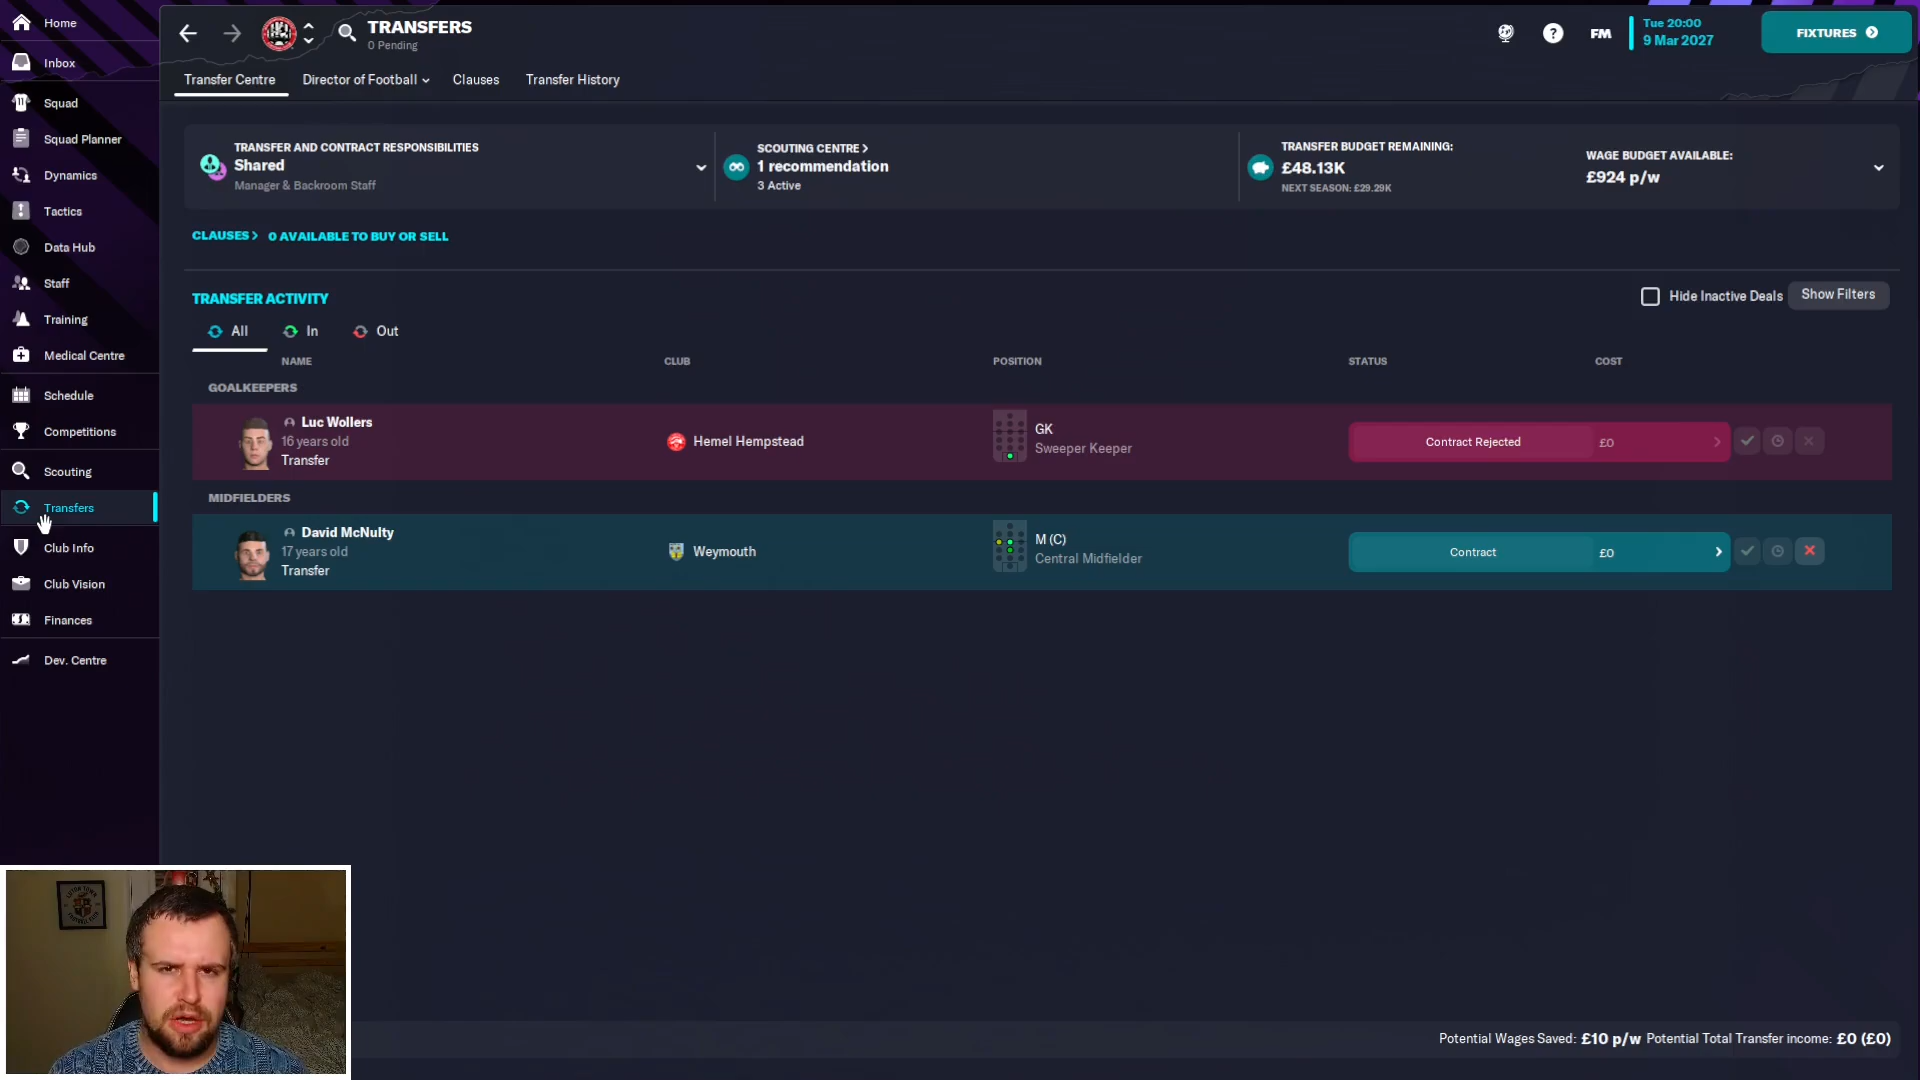 Home
Inbox
Squad
Squad Planner
Dynamics
Tactics
Data Hub
Staff
Training
Medical Centre
Schedule
Competitions
Scouting
Transfers
Club Info
Club Vision
Finances
Dev. Centre
TRANSFERS
0 Pending
FM
Tue 20:00
9 Mar 2027
FIXTURES
Transfer Centre
Director of Football
Clauses
Transfer History
TRANSFER AND CONTRACT RESPONSIBILITIES
Shared
Manager & Backroom Staff
SCOUTING CENTRE >
1 recommendation
3 Active
TRANSFER BUDGET REMAINING:
£48.13K
NEXT SEASON: £29.29K
WAGE BUDGET AVAILABLE:
£924 p/w
CLAUSES > 0 AVAILABLE TO BUY OR SELL
TRANSFER ACTIVITY
Hide Inactive Deals
Show Filters
All
In
Out
NAME CLUB POSITION STATUS COST
GOALKEEPERS
Luc Wollers
16 years old
Transfer
Hemel Hempstead
GK
Sweeper Keeper
Contract Rejected £0
MIDFIELDERS
David McNulty
17 years old
Transfer
Weymouth
M (C)
Central Midfielder
Contract £0
Potential Wages Saved: £10 p/w Potential Total Transfer income: £0 (£0)